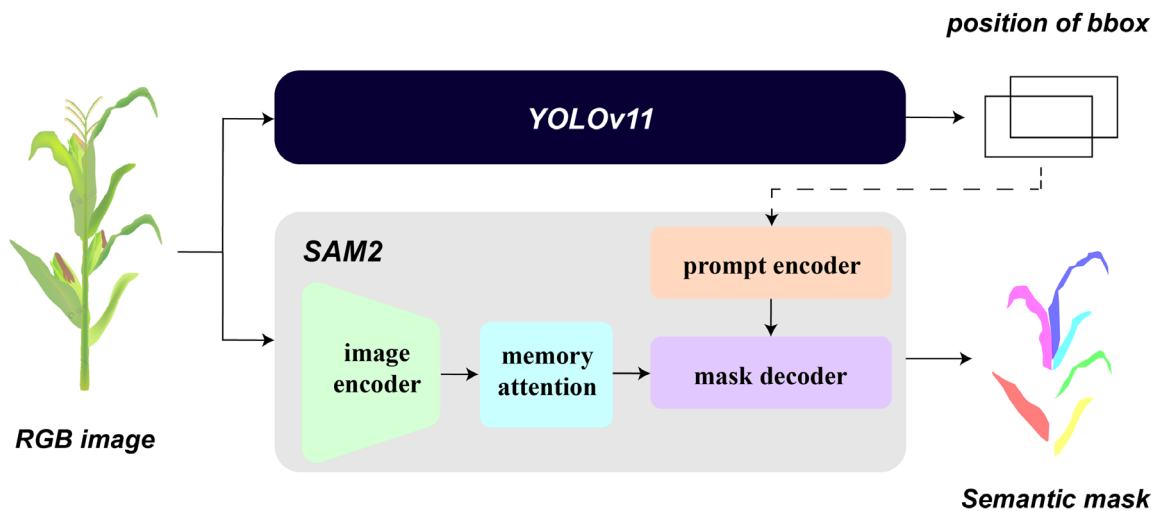 position of bbox
YOLOv11
SAM2
prompt encoder
image
encoder
memory
attention
mask decoder
RGB image
Semantic mask